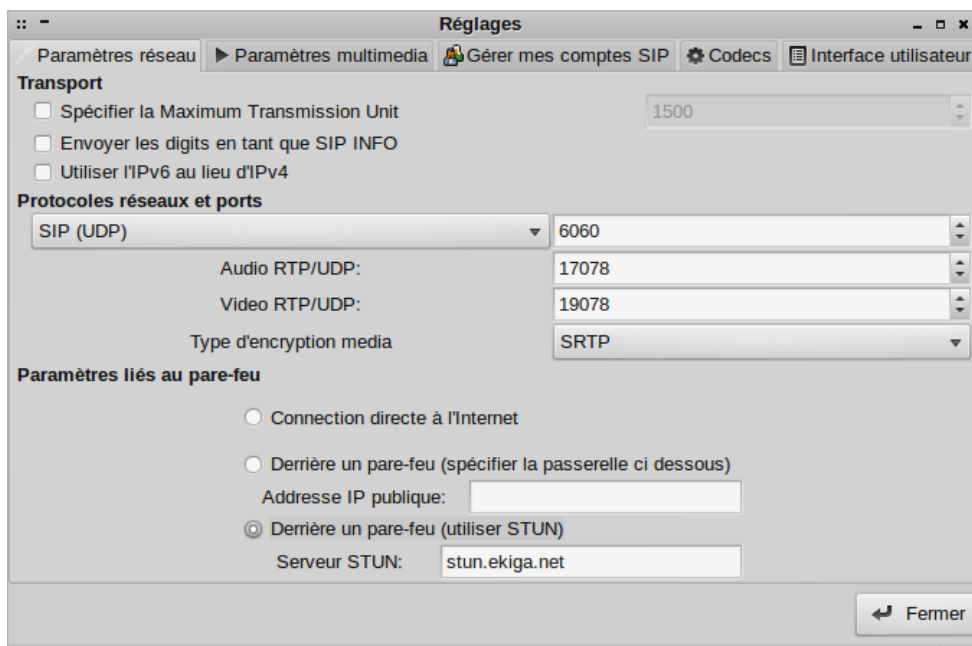 Réglages
Paramètres réseau Paramètres multimedia Gérer mes comptes SIP Codecs Interface utilisateur
Transport
Spécifier la Maximum Transmission Unit 1500
Envoyer les digits en tant que SIP INFO
Utiliser l'IPv6 au lieu d'IPv4
Protocoles réseaux et ports
SIP (UDP) 6060
Audio RTP/UDP: 17078
Video RTP/UDP: 19078
Type d'encryption media SRTP
Paramètres liés au pare-feu
Connection directe à l'Internet
Derrière un pare-feu (spécifier la passerelle ci dessous)
Addresse IP publique:
Derrière un pare-feu (utiliser STUN)
Serveur STUN: stun.ekiga.net
Fermer